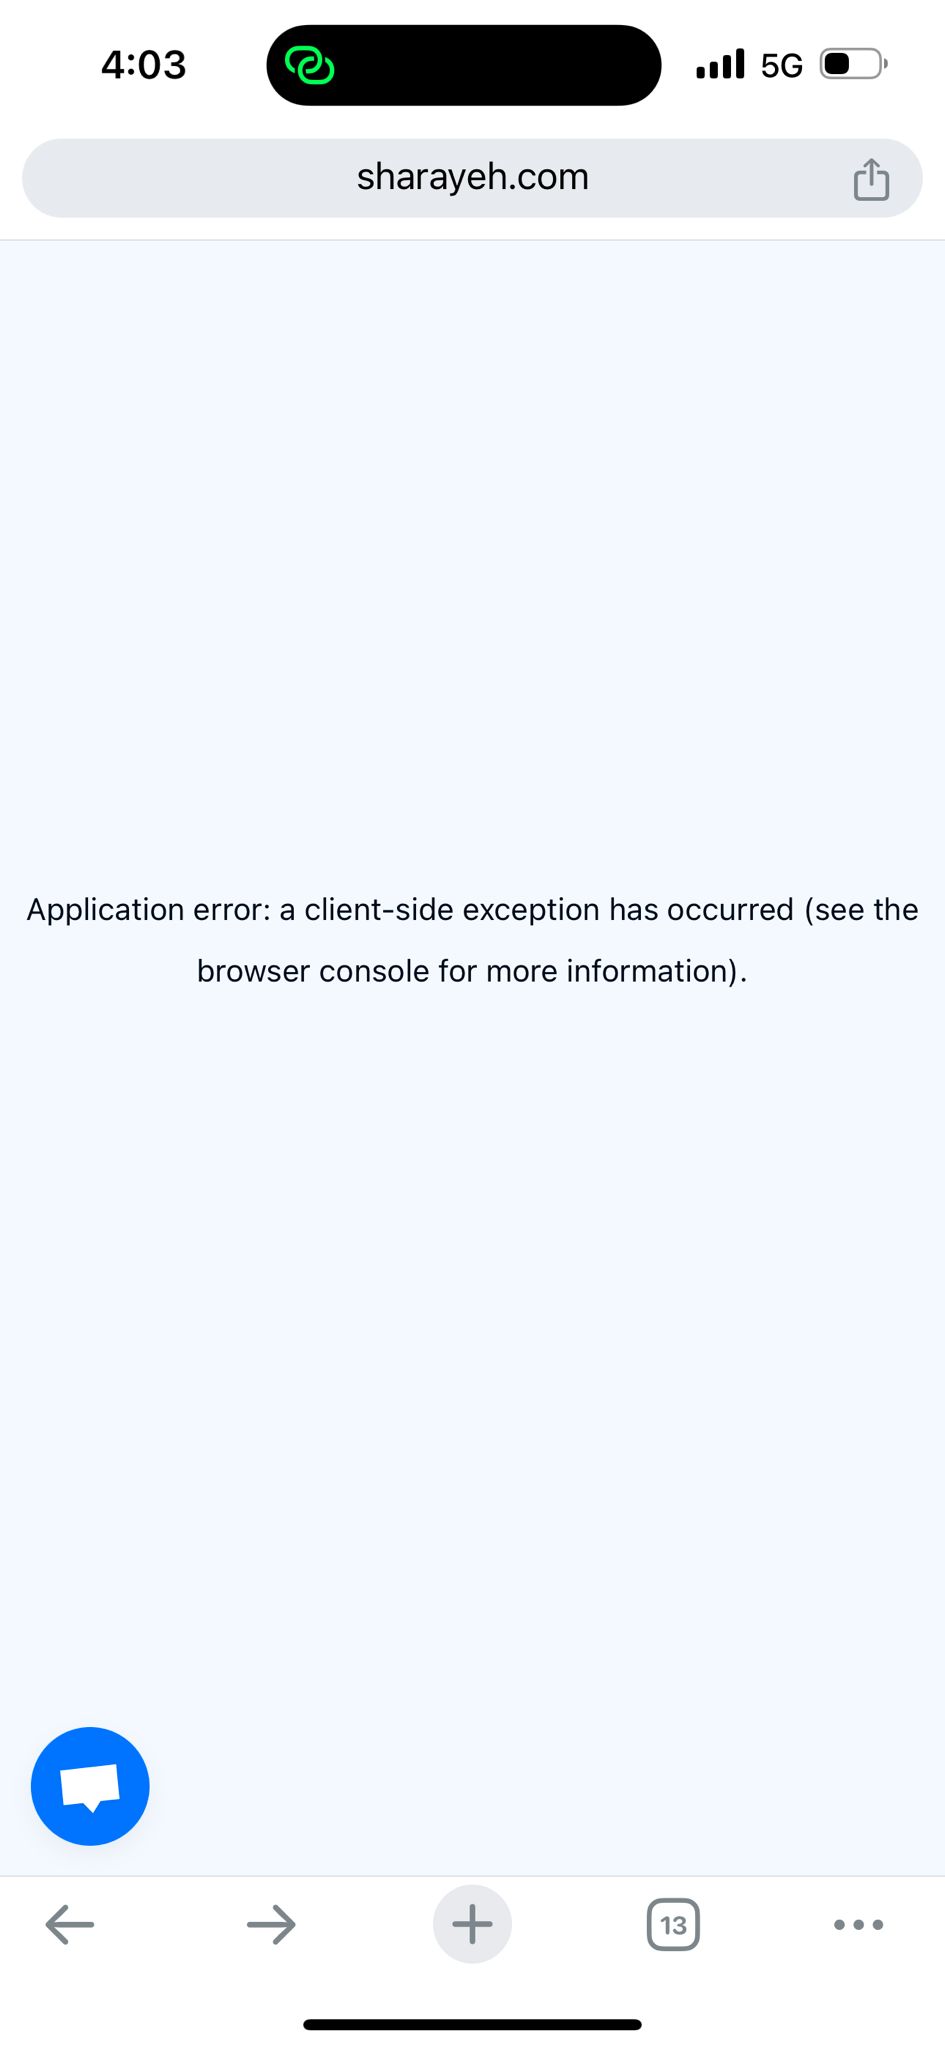 4:03
5G
sharayeh.com
Application error: a client-side exception has occurred (see the
browser console for more information).
13